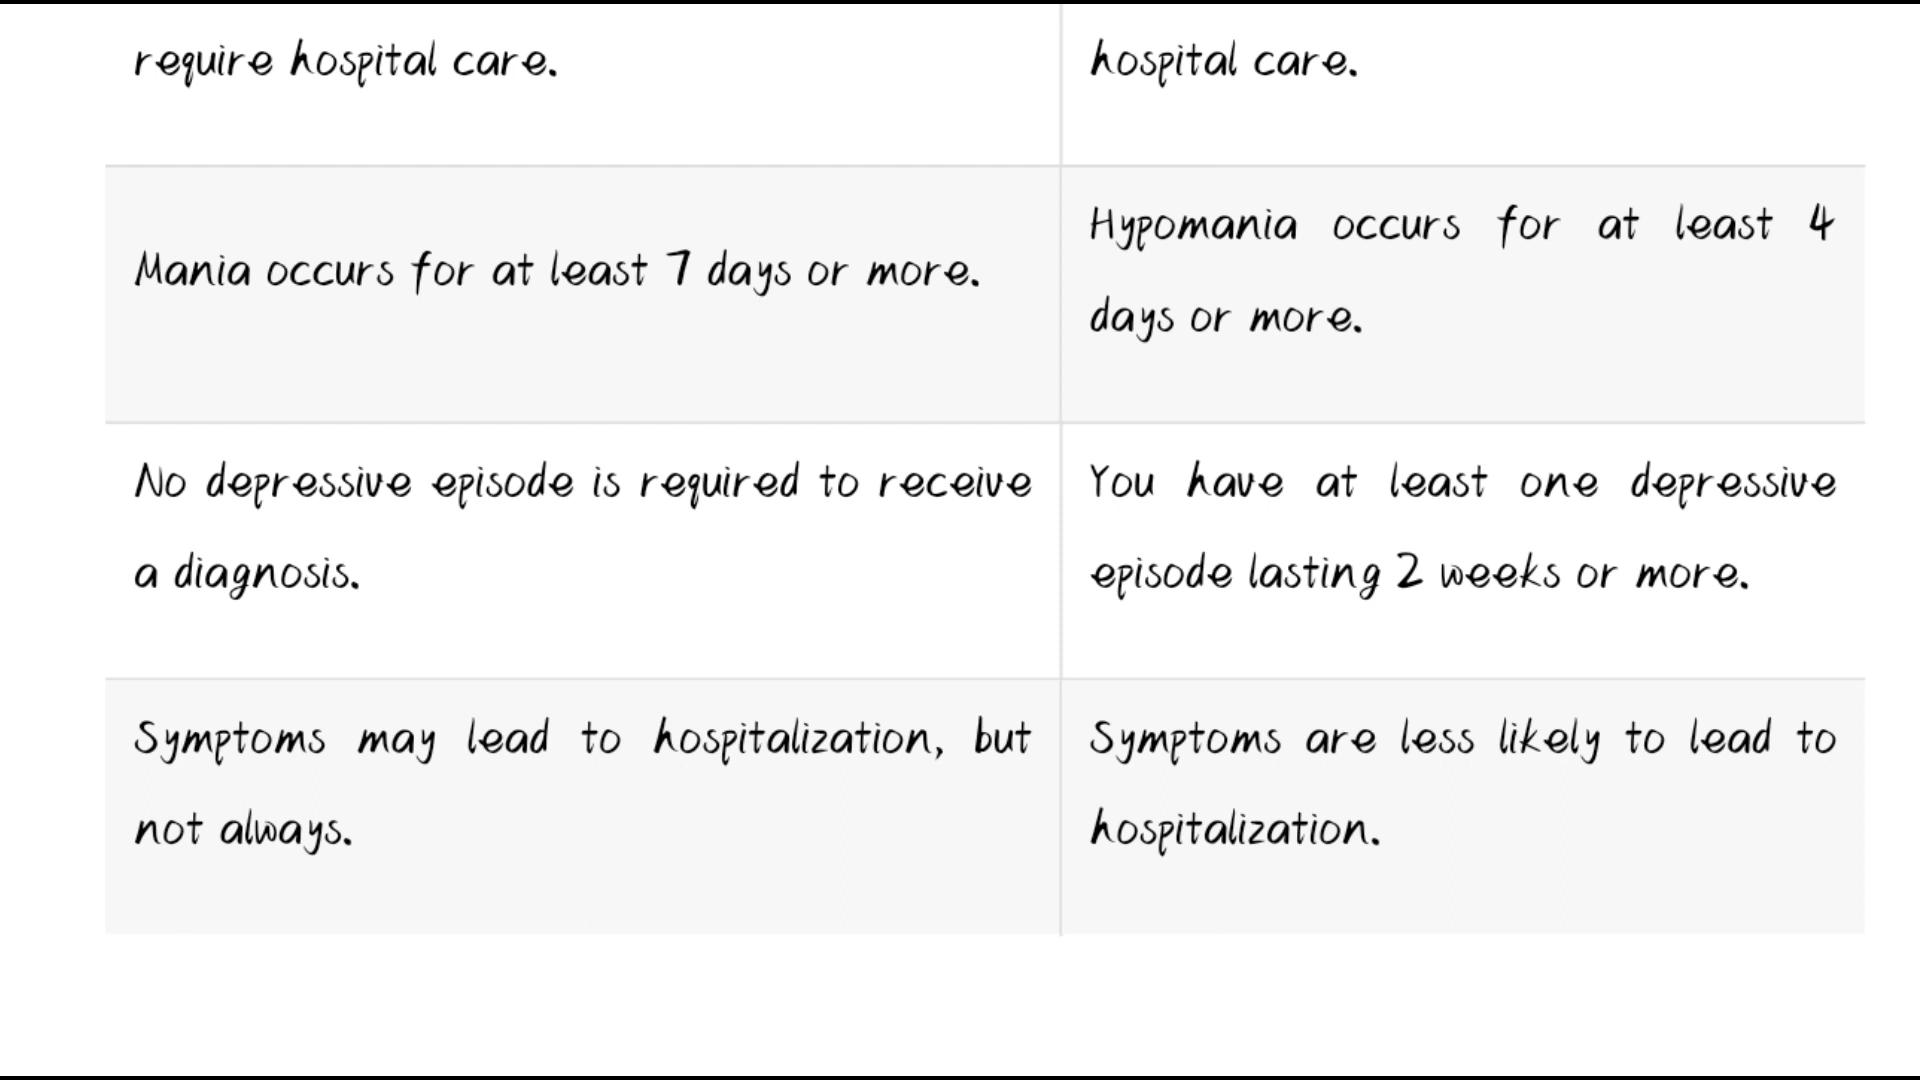 require hospital care.
hospital care.
Mania occurs for at least 7 days or more.
Hypomania occurs for at least 4
days or more.
No depressive episode is required to receive
a diagnosis.
You have at least one depressive
episode lasting 2 weeks or more.
Symptoms may lead to hospitalization, but
not always.
Symptoms are less likely to lead to
hospitalization.